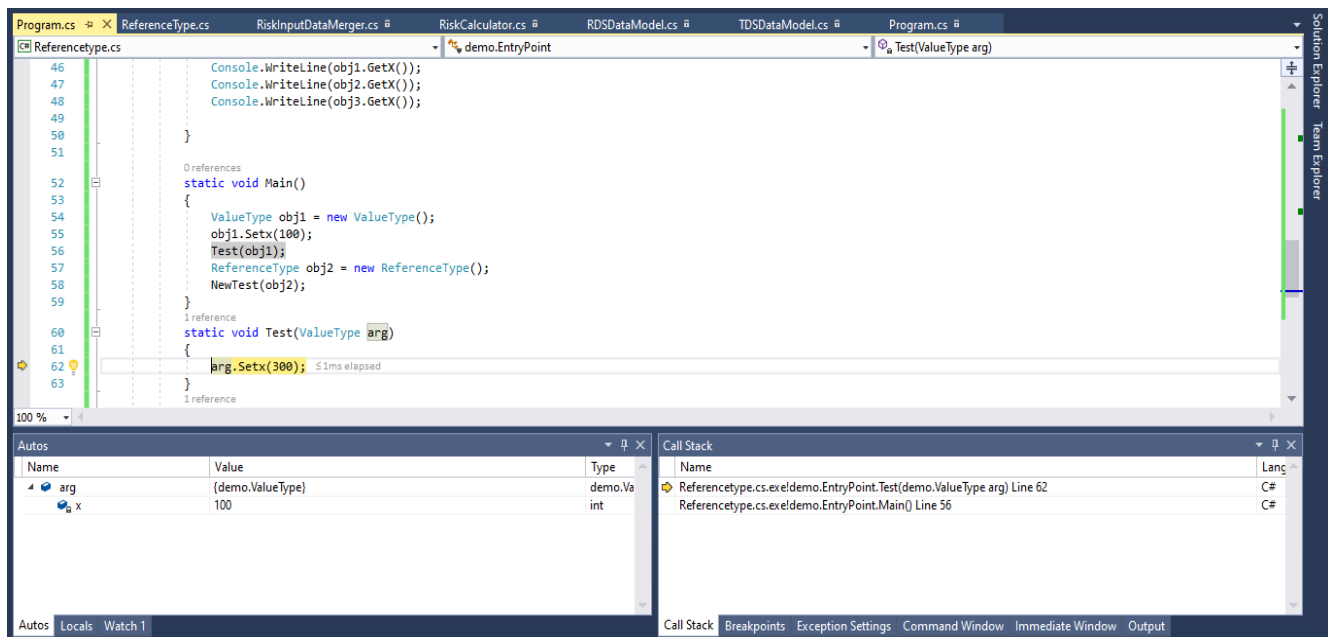 Program.cs ReferenceType.cs RiskInputDataMerger.cs RiskCalculator.cs RDSDataModel.cs TDSDataModel.cs Program.cs
C# Referencetype.cs demo.EntryPoint Test(ValueType arg)
46 Console.WriteLine(obj1.GetX());
47 Console.WriteLine(obj2.GetX());
48 Console.WriteLine(obj3.GetX());
49
50 }
51
0 references
52 static void Main()
53 {
54 ValueType obj1 = new ValueType();
55 obj1.Setx(100);
56 Test(obj1);
57 ReferenceType obj2 = new ReferenceType();
58 NewTest(obj2);
59 }
1 reference
60 static void Test(ValueType arg)
61 {
62 arg.Setx(300); ≤1ms elapsed
63 }
1 reference
100 %
Solution Explorer
Team Explorer
Autos
Name Value Type
arg {demo.ValueType} demo.Va
x 100 int
Autos Locals Watch 1
Call Stack
Name Lang
Referencetype.cs.exe!demo.EntryPoint.Test(demo.ValueType arg) Line 62 C#
Referencetype.cs.exe!demo.EntryPoint.Main() Line 56 C#
Call Stack Breakpoints Exception Settings Command Window Immediate Window Output